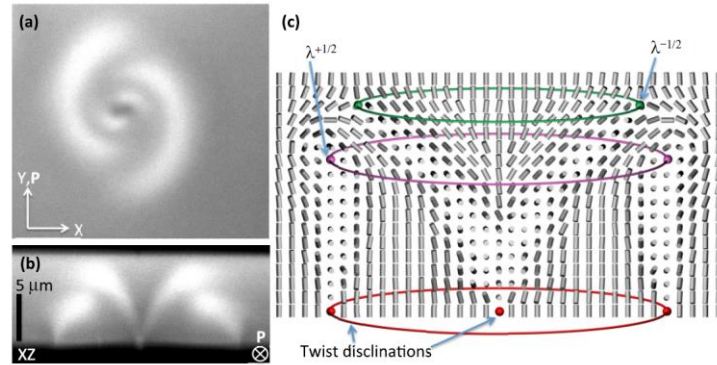 (a)
Y,P
X
(b)
5 μm
XZ
P
(c)
λ+1/2
λ−1/2
Twist disclinations